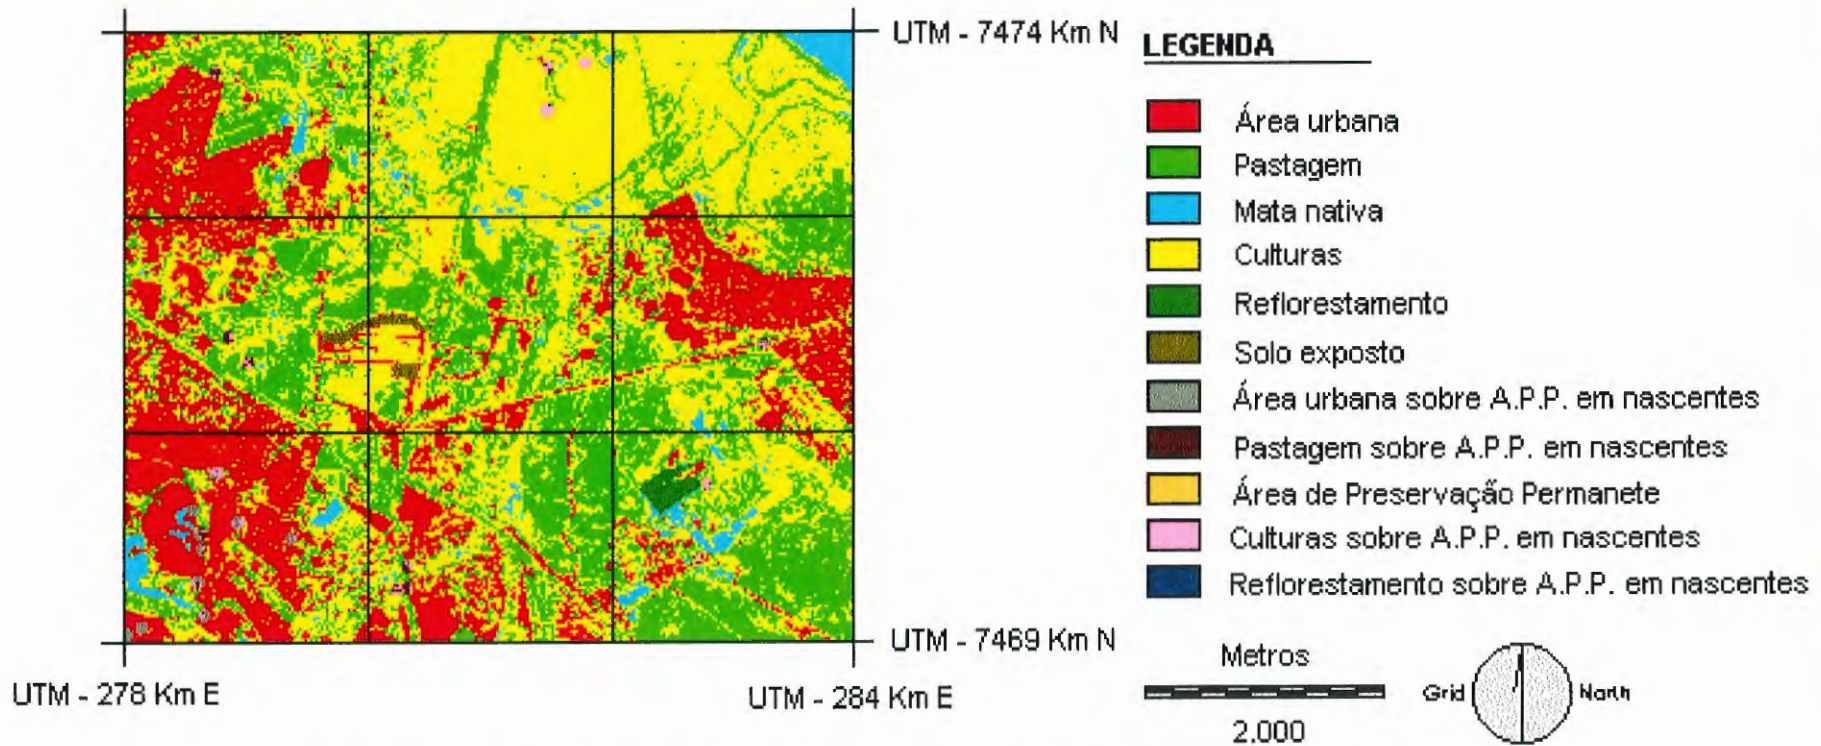 UTM - 7474 Km N
LEGENDA
Área urbana
Pastagem
Mata nativa
Culturas
Reflorestamento
Solo exposto
Área urbana sobre A.P.P. em nascentes
Pastagem sobre A.P.P. em nascentes
Área de Preservação Permanete
Culturas sobre A.P.P. em nascentes
Reflorestamento sobre A.P.P. em nascentes
UTM - 7469 Km N
UTM - 278 Km E
UTM - 284 Km E
Metros
2.000
Grid North